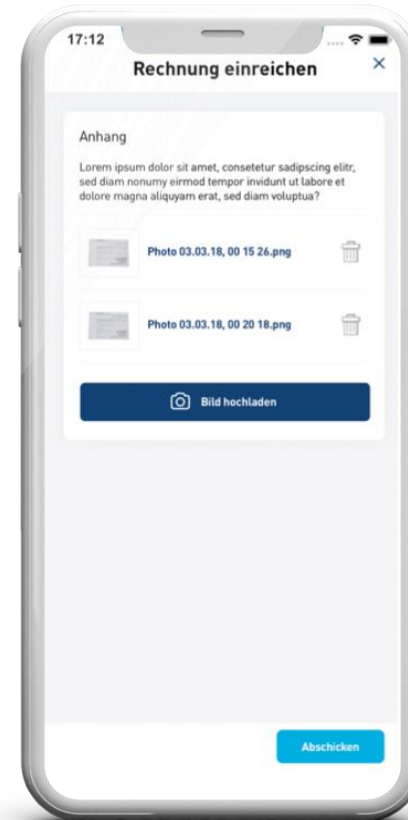 17:12
Rechnung einreichen
Anhang
Lorem ipsum dolor sit amet, consetetur sadipscing elitr,
sed diam nonumy eirmod tempor invidunt ut labore et
dolore magna aliquyam erat, sed diam voluptua?
Photo 03.03.18, 00 15 26.png
Photo 03.03.18, 00 20 18.png
Bild hochladen
Abschicken